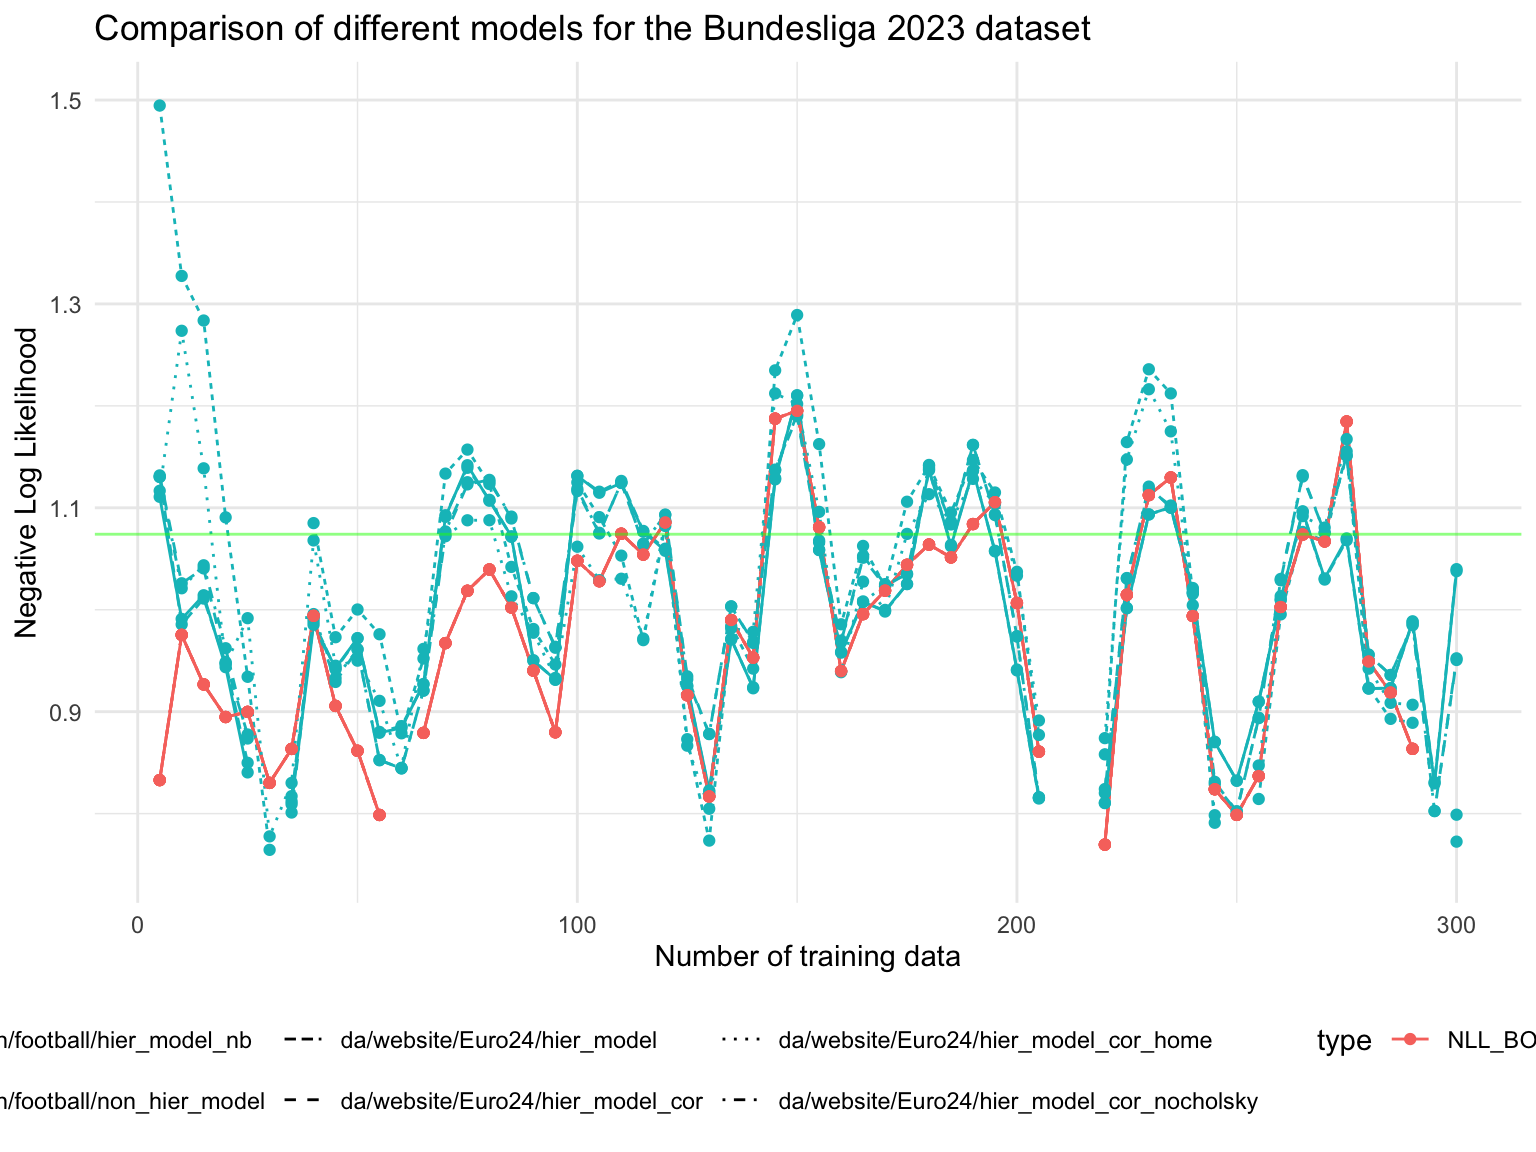 Comparison of different models for the Bundesliga 2023 dataset
Negative Log Likelihood
1.5
1.3
1.1
0.9
0 100 200 300
Number of training data
n/football/hier_model_nb da/website/Euro24/hier_model da/website/Euro24/hier_model_cor_home type NLL_BO
n/football/non_hier_model da/website/Euro24/hier_model_cor da/website/Euro24/hier_model_cor_nocholsky